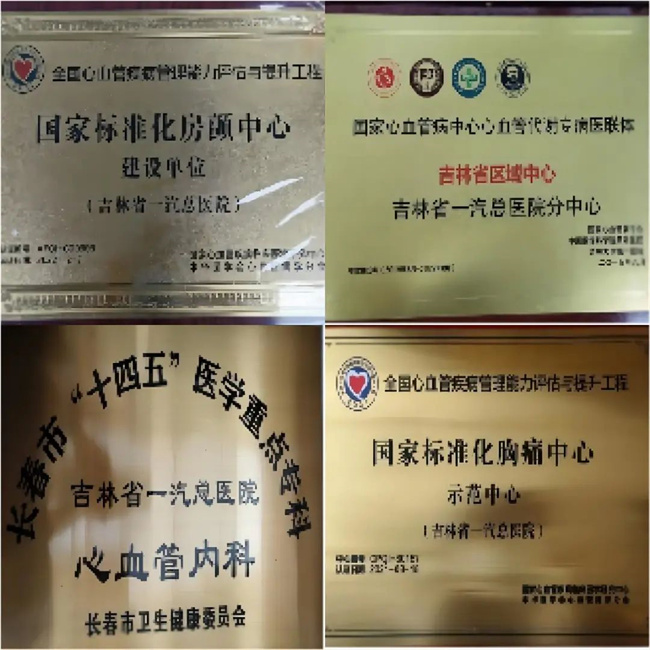 全国心血管疾病管理能力评估与提升工程
国家标准化房颤中心
建设单位
（吉林省一汽总医院）
国家心血管病中心心血管代谢专病医联体
吉林省区域中心
吉林省一汽总医院分中心
长春市“十四五”医学重点专科
吉林省一汽总医院
心血管内科
长春市卫生健康委员会
全国心血管疾病管理能力评估与提升工程
国家标准化胸痛中心
示范中心
（吉林省一汽总医院）